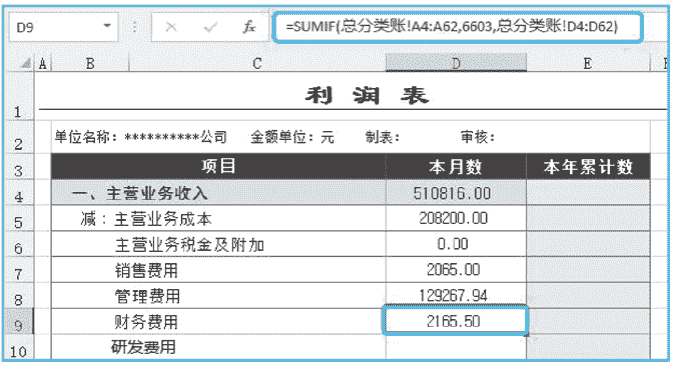 D9 fx =SUMIF(总分类账!A4:A62,6603,总分类账!D4:D62)
A B C D E
1 利 润 表
2 单位名称：**********公司 金额单位：元 制表： 审核：
3 项目 本月数 本年累计数
4 一、主营业务收入 510816.00
5 减：主营业务成本 208200.00
6 主营业务税金及附加 0.00
7 销售费用 2065.00
8 管理费用 129267.94
9 财务费用 2165.50
10 研发费用